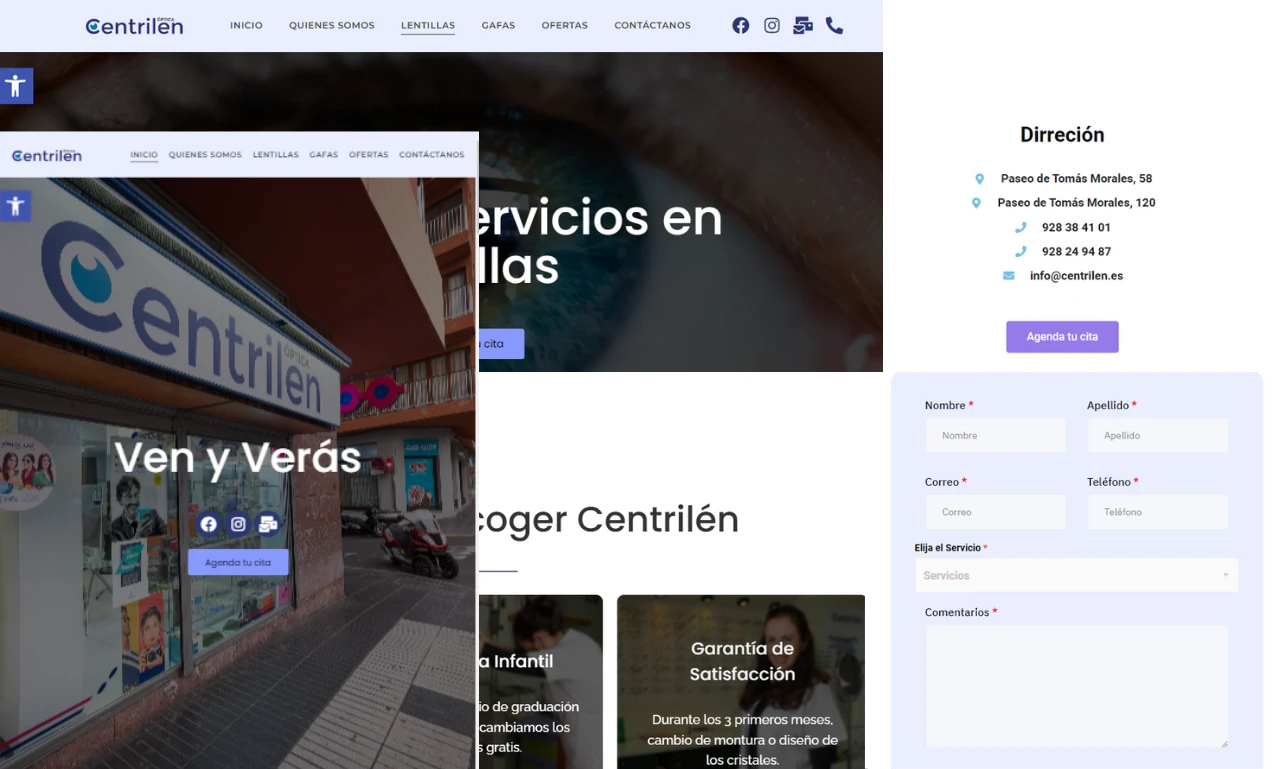 Centrilén
ÓPTICA
INICIO QUIENES SOMOS LENTILLAS GAFAS OFERTAS CONTÁCTANOS
ervicios en
llas
u cita
coger Centrilén
a Infantil
io de graduación
cambiamos los
s gratis.
Garantía de
Satisfacción
Durante los 3 primeros meses,
cambio de montura o diseño de
los cristales.
Centrilén
INICIO QUIENES SOMOS LENTILLAS GAFAS OFERTAS CONTÁCTANOS
Centrilén
ÓPTICA
Ven y Verás
Agenda tu cita
Dirreción
Paseo de Tomás Morales, 58
Paseo de Tomás Morales, 120
928 38 41 01
928 24 94 87
info@centrilen.es
Agenda tu cita
Nombre * Apellido *
Nombre Apellido
Correo * Teléfono *
Correo Teléfono
Elija el Servicio *
Servicios
Comentarios *